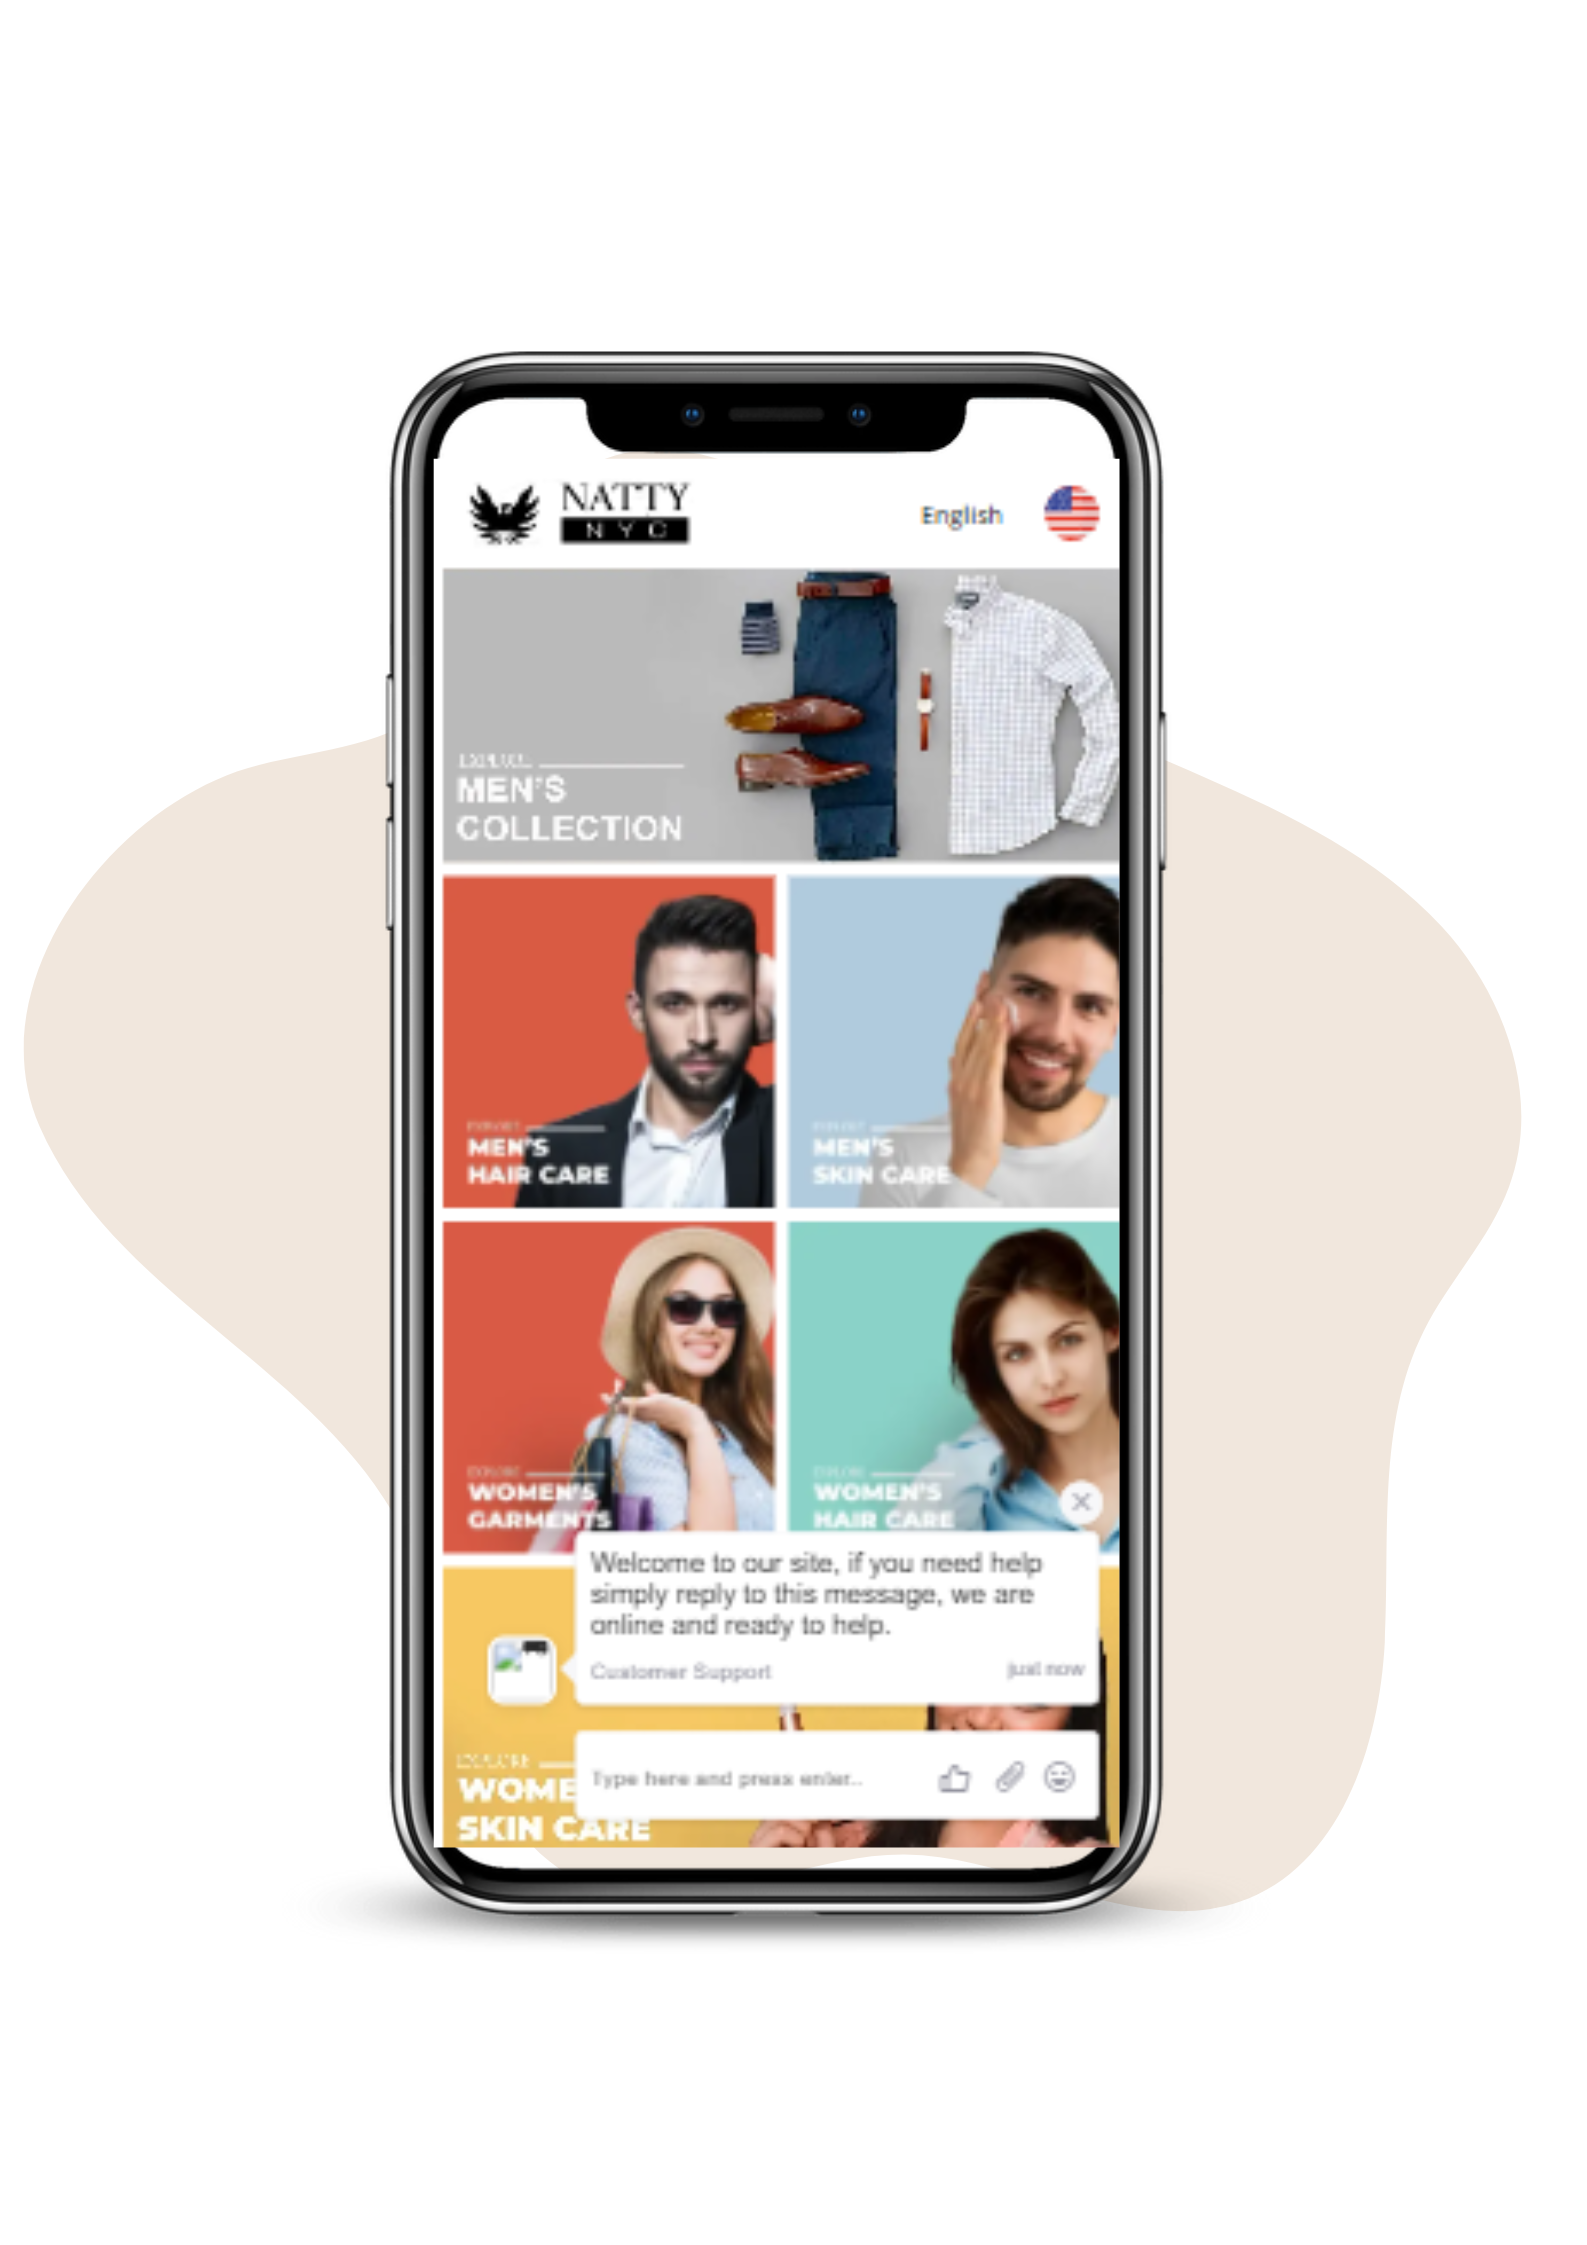 NATTY
NYC
English
EXPLORE
MEN'S
COLLECTION
EXPLORE
MEN'S
HAIR CARE
EXPLORE
MEN'S
SKIN CARE
EXPLORE
WOMEN'S
GARMENTS
EXPLORE
WOMEN'S
HAIR CARE
Welcome to our site, if you need help
simply reply to this message, we are
online and ready to help.
Customer Support
just now
EXPLORE
WOME
SKIN CARE
Type here and press enter..